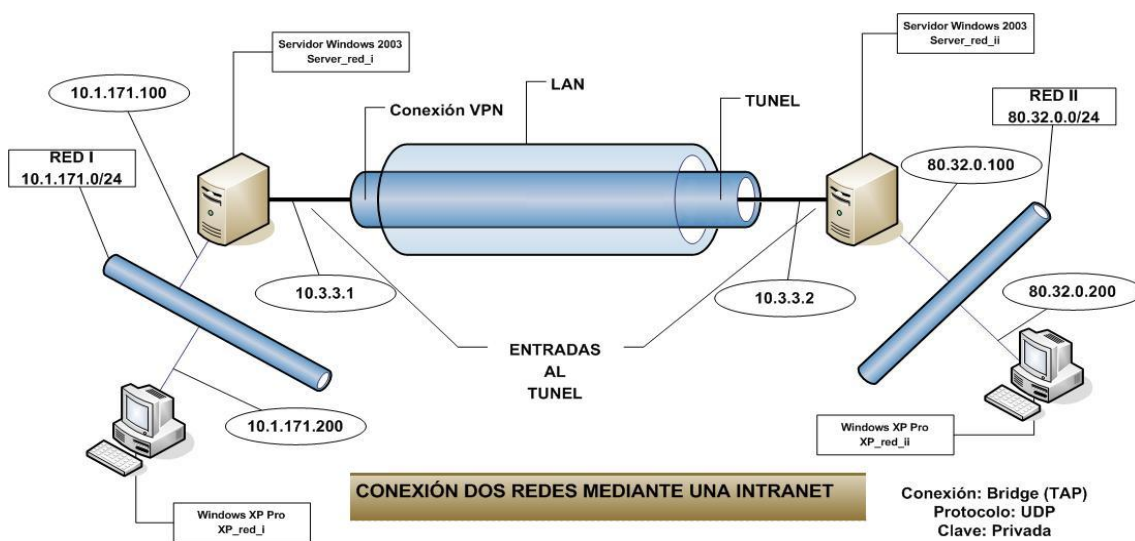 Servidor Windows 2003
Server_red_i
Servidor Windows 2003
Server_red_ii
LAN
10.1.171.100
Conexión VPN
TUNEL
RED II
80.32.0.0/24
RED I
10.1.171.0/24
80.32.0.100
10.3.3.1
10.3.3.2
80.32.0.200
ENTRADAS
AL
TUNEL
10.1.171.200
Windows XP Pro
XP_red_ii
CONEXIÓN DOS REDES MEDIANTE UNA INTRANET
Conexión: Bridge (TAP)
Protocolo: UDP
Clave: Privada
Windows XP Pro
XP_red_i